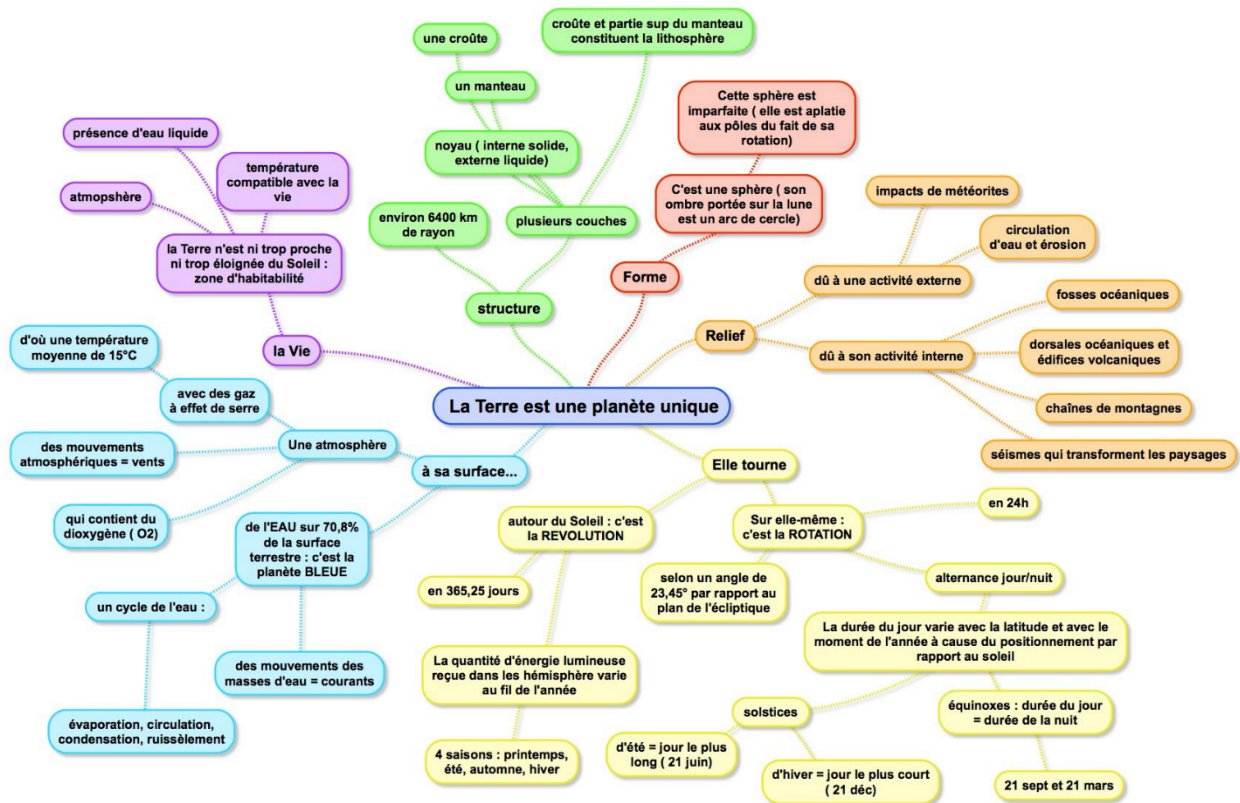 La Terre est une planète unique
la Vie
la Terre n'est ni trop proche
ni trop éloignée du Soleil :
zone d'habitabilité
présence d'eau liquide
atmopshère
température
compatible avec la
vie
structure
environ 6400 km
de rayon
plusieurs couches
une croûte
un manteau
noyau ( interne solide,
externe liquide)
croûte et partie sup du manteau
constituent la lithosphère
Forme
C'est une sphère ( son
ombre portée sur la lune
est un arc de cercle)
Cette sphère est
imparfaite ( elle est aplatie
aux pôles du fait de sa
rotation)
Relief
dû à une activité externe
impacts de météorites
circulation
d'eau et érosion
dû à son activité interne
fosses océaniques
dorsales océaniques et
édifices volcaniques
chaînes de montagnes
séismes qui transforment les paysages
Elle tourne
autour du Soleil : c'est
la REVOLUTION
en 365,25 jours
La quantité d'énergie lumineuse
reçue dans les hémisphère varie
au fil de l'année
4 saisons : printemps,
été, automne, hiver
Sur elle-même :
c'est la ROTATION
en 24h
selon un angle de
23,45° par rapport au
plan de l'écliptique
alternance jour/nuit
La durée du jour varie avec la latitude et avec le
moment de l'année à cause du positionnement par
rapport au soleil
solstices
d'été = jour le plus
long ( 21 juin)
d'hiver = jour le plus court
( 21 déc)
équinoxes : durée du jour
= durée de la nuit
21 sept et 21 mars
à sa surface...
Une atmosphère
avec des gaz
à effet de serre
d'où une température
moyenne de 15°C
des mouvements
atmosphériques = vents
qui contient du
dioxygène ( O2)
de l'EAU sur 70,8%
de la surface
terrestre : c'est la
planète BLEUE
un cycle de l'eau :
évaporation, circulation,
condensation, ruissèlement
des mouvements des
masses d'eau = courants